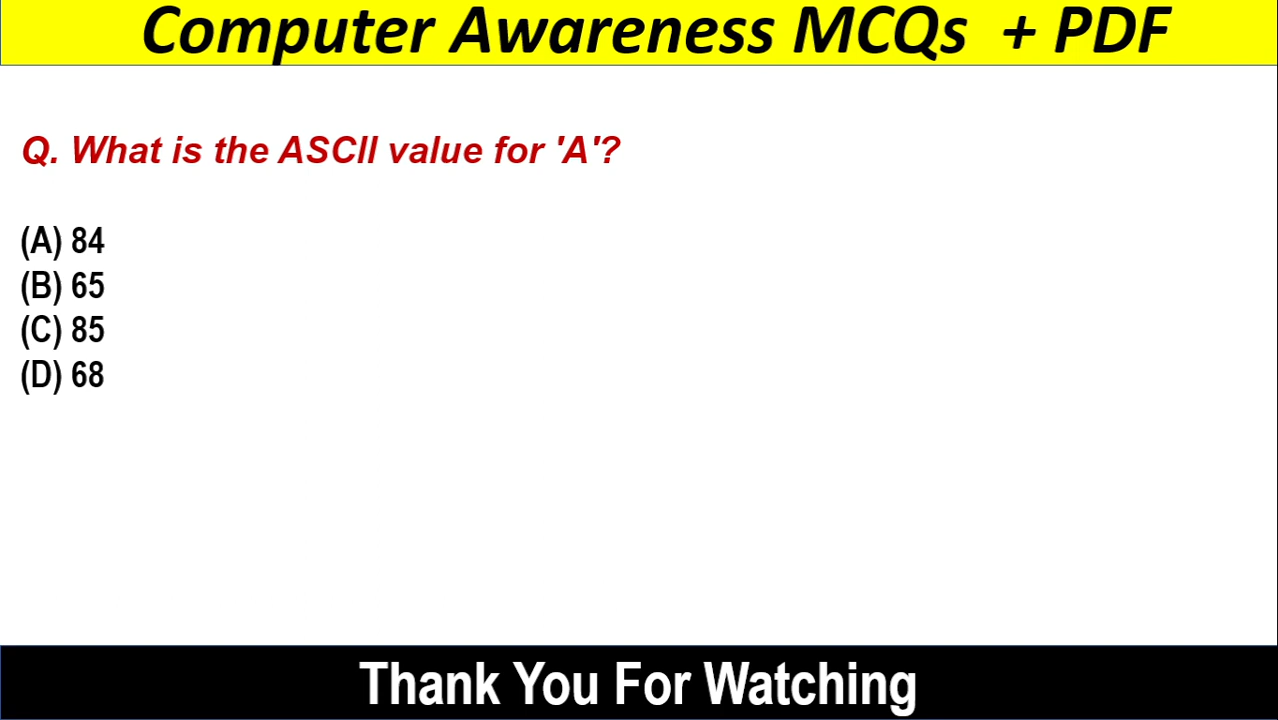 Computer Awareness MCQs + PDF
Q. What is the ASCII value for 'A'?
(A) 84
(B) 65
(C) 85
(D) 68
Thank You For Watching